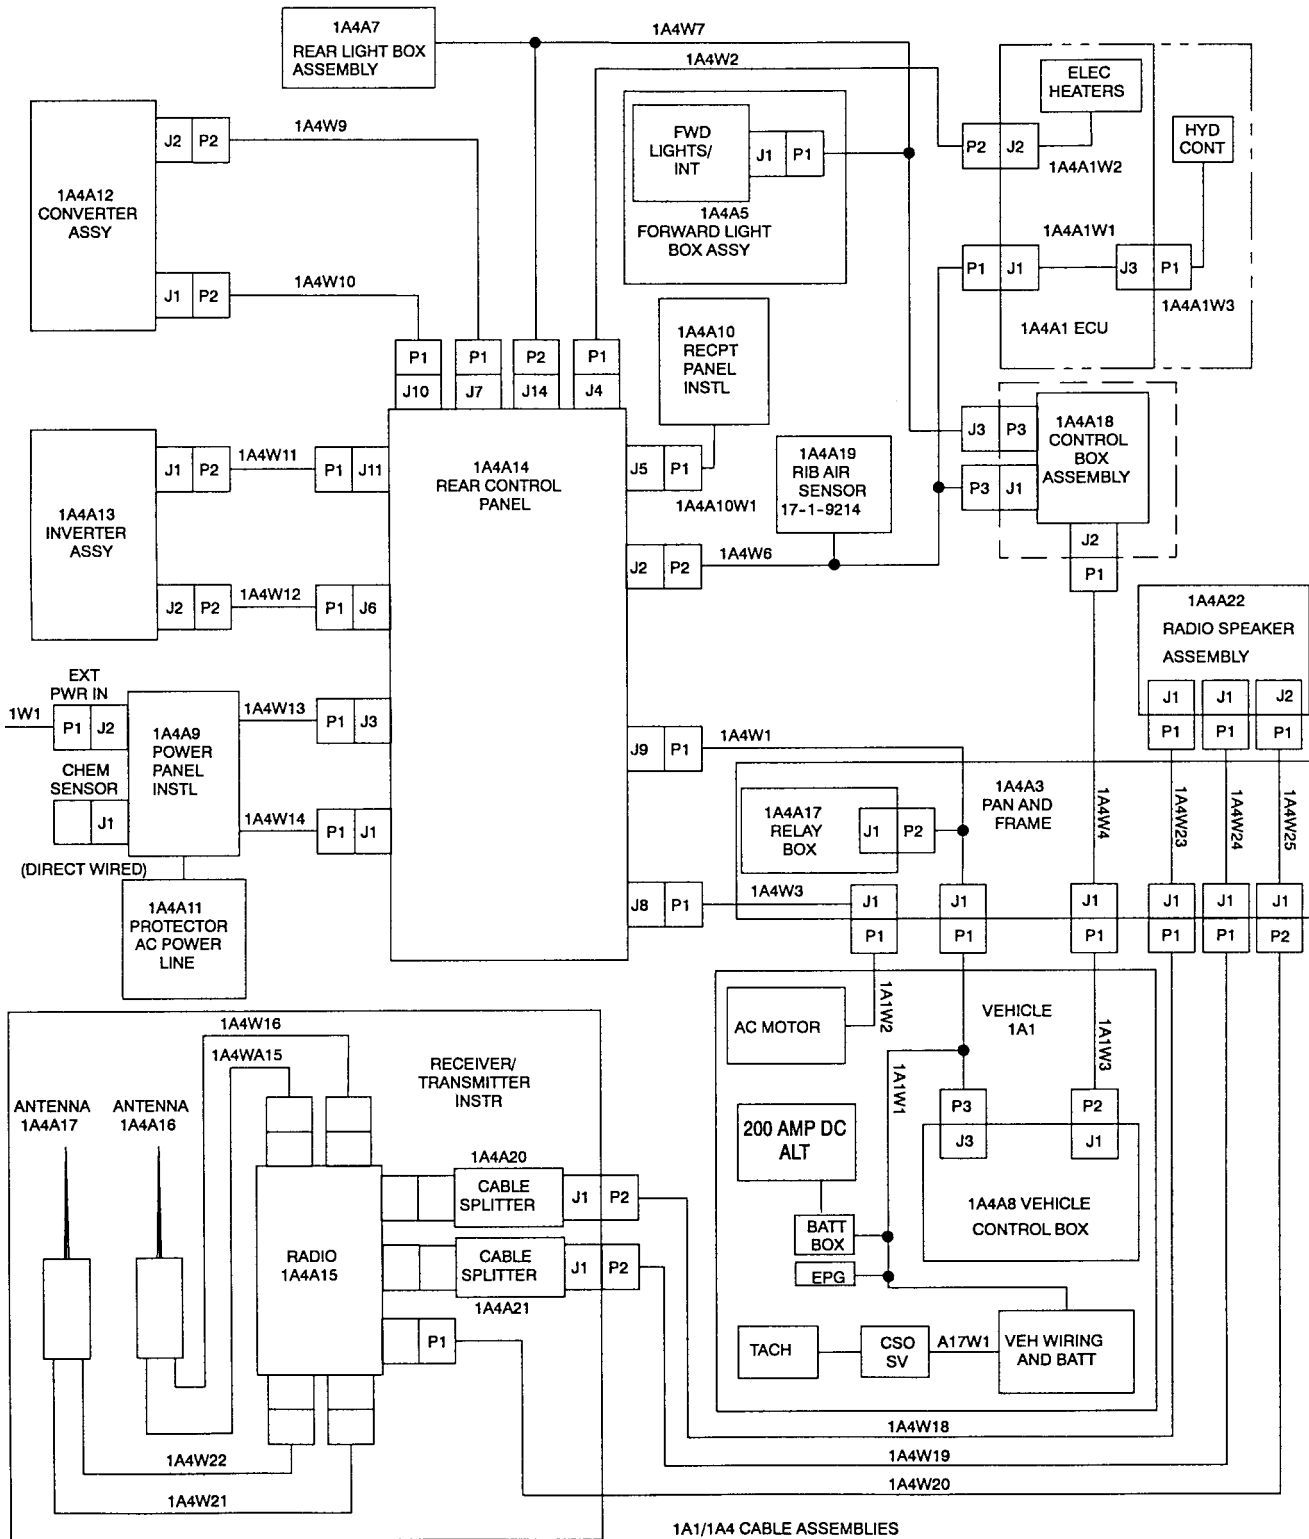 1A4A7
REAR LIGHT BOX
ASSEMBLY
1A4W7
1A4W2
ELEC
HEATERS
HYD
CONT
P2
J2
1A4A1W2
1A4A1W1
P1
J1
J3
P1
1A4A1W3
1A4A1 ECU
FWD
LIGHTS/
INT
J1
P1
1A4A5
FORWARD LIGHT
BOX ASSY
1A4A12
CONVERTER
ASSY
J2
P2
1A4W9
J1
P2
1A4W10
P1
J10
P1
J7
P2
J14
P1
J4
1A4A10
RECPT
PANEL
INSTL
J5
P1
1A4A10W1
1A4A19
RIB AIR
SENSOR
17-1-9214
J3
P3
P3
J1
1A4A18
CONTROL
BOX
ASSEMBLY
J2
P1
1A4A13
INVERTER
ASSY
J1
P2
1A4W11
P1
J11
J2
P2
1A4W12
P1
J6
1A4A14
REAR CONTROL
PANEL
J2
P2
1A4W6
1A4A22
RADIO SPEAKER
ASSEMBLY
J1
P1
J1
P1
J2
P1
EXT
PWR IN
1W1
P1
J2
CHEM
SENSOR
J1
(DIRECT WIRED)
1A4A9
POWER
PANEL
INSTL
1A4W13
P1
J3
1A4W14
P1
J1
1A4A11
PROTECTOR
AC POWER
LINE
J9
P1
1A4W1
1A4A17
RELAY
BOX
J1
P2
1A4A3
PAN AND
FRAME
1A4W4
1A4W23
1A4W24
1A4W25
J8
P1
1A4W3
J1
P1
J1
P1
J1
P1
J1
P1
J1
P1
J1
P2
AC MOTOR
1A1W2
VEHICLE
1A1
1A1W3
1A1W1
P3
J3
P2
J1
200 AMP DC
ALT
1A4A8 VEHICLE
CONTROL BOX
BATT
BOX
EPG
TACH
CSO
SV
A17W1
VEH WIRING
AND BATT
1A4W16
1A4WA15
RECEIVER/
TRANSMITTER
INSTR
ANTENNA
1A4A17
ANTENNA
1A4A16
1A4A20
CABLE
SPLITTER
J1
P2
CABLE
SPLITTER
J1
P2
1A4A21
RADIO
1A4A15
P1
1A4W22
1A4W21
1A4W18
1A4W19
1A4W20
1A1/1A4 CABLE ASSEMBLIES